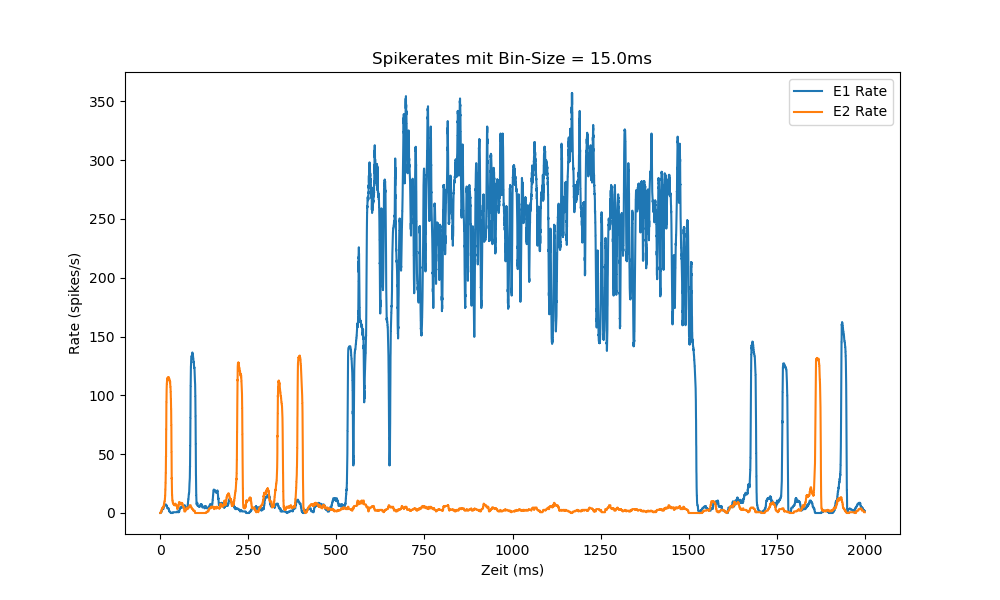 Spikerates mit Bin-Size = 15.0ms
E1 Rate
E2 Rate
Rate (spikes/s)
350
300
250
200
150
100
50
0
0 250 500 750 1000 1250 1500 1750 2000
Zeit (ms)